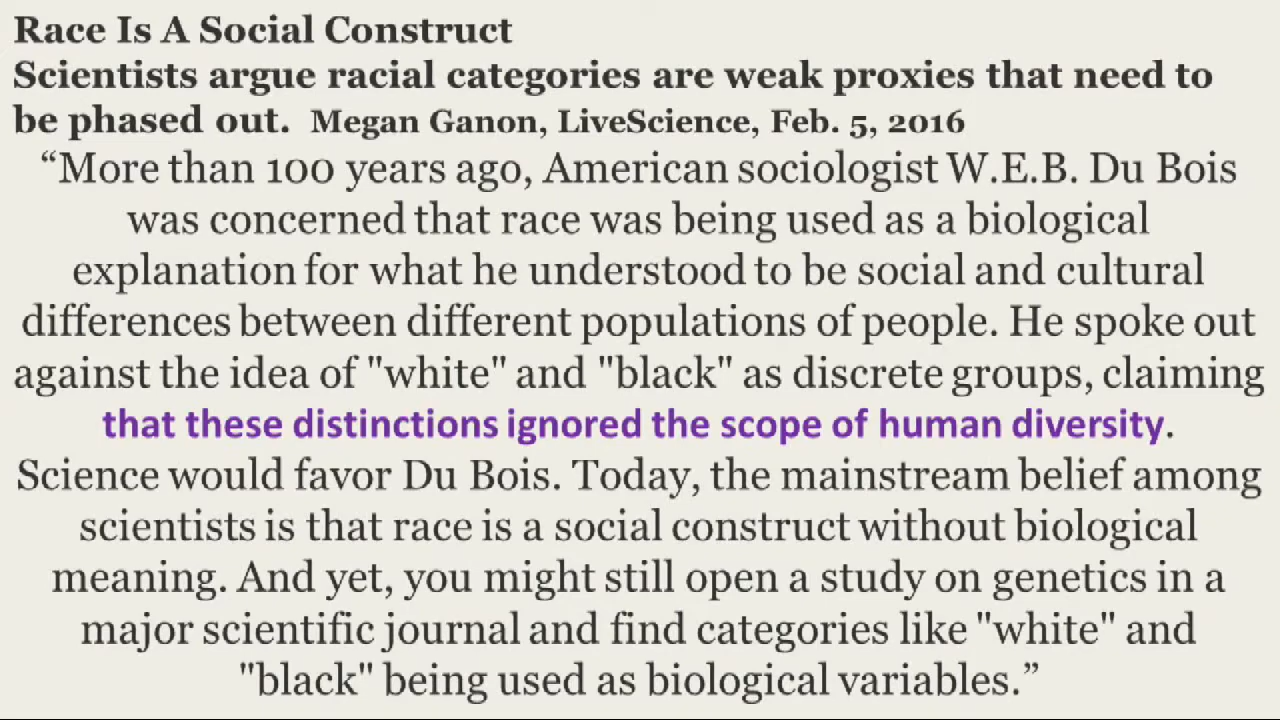 Race Is A Social Construct
Scientists argue racial categories are weak proxies that need to
be phased out.  Megan Ganon, LiveScience, Feb. 5, 2016
“More than 100 years ago, American sociologist W.E.B. Du Bois
was concerned that race was being used as a biological
explanation for what he understood to be social and cultural
differences between different populations of people. He spoke out
against the idea of "white" and "black" as discrete groups, claiming
that these distinctions ignored the scope of human diversity.
Science would favor Du Bois. Today, the mainstream belief among
scientists is that race is a social construct without biological
meaning. And yet, you might still open a study on genetics in a
major scientific journal and find categories like "white" and
"black" being used as biological variables.”